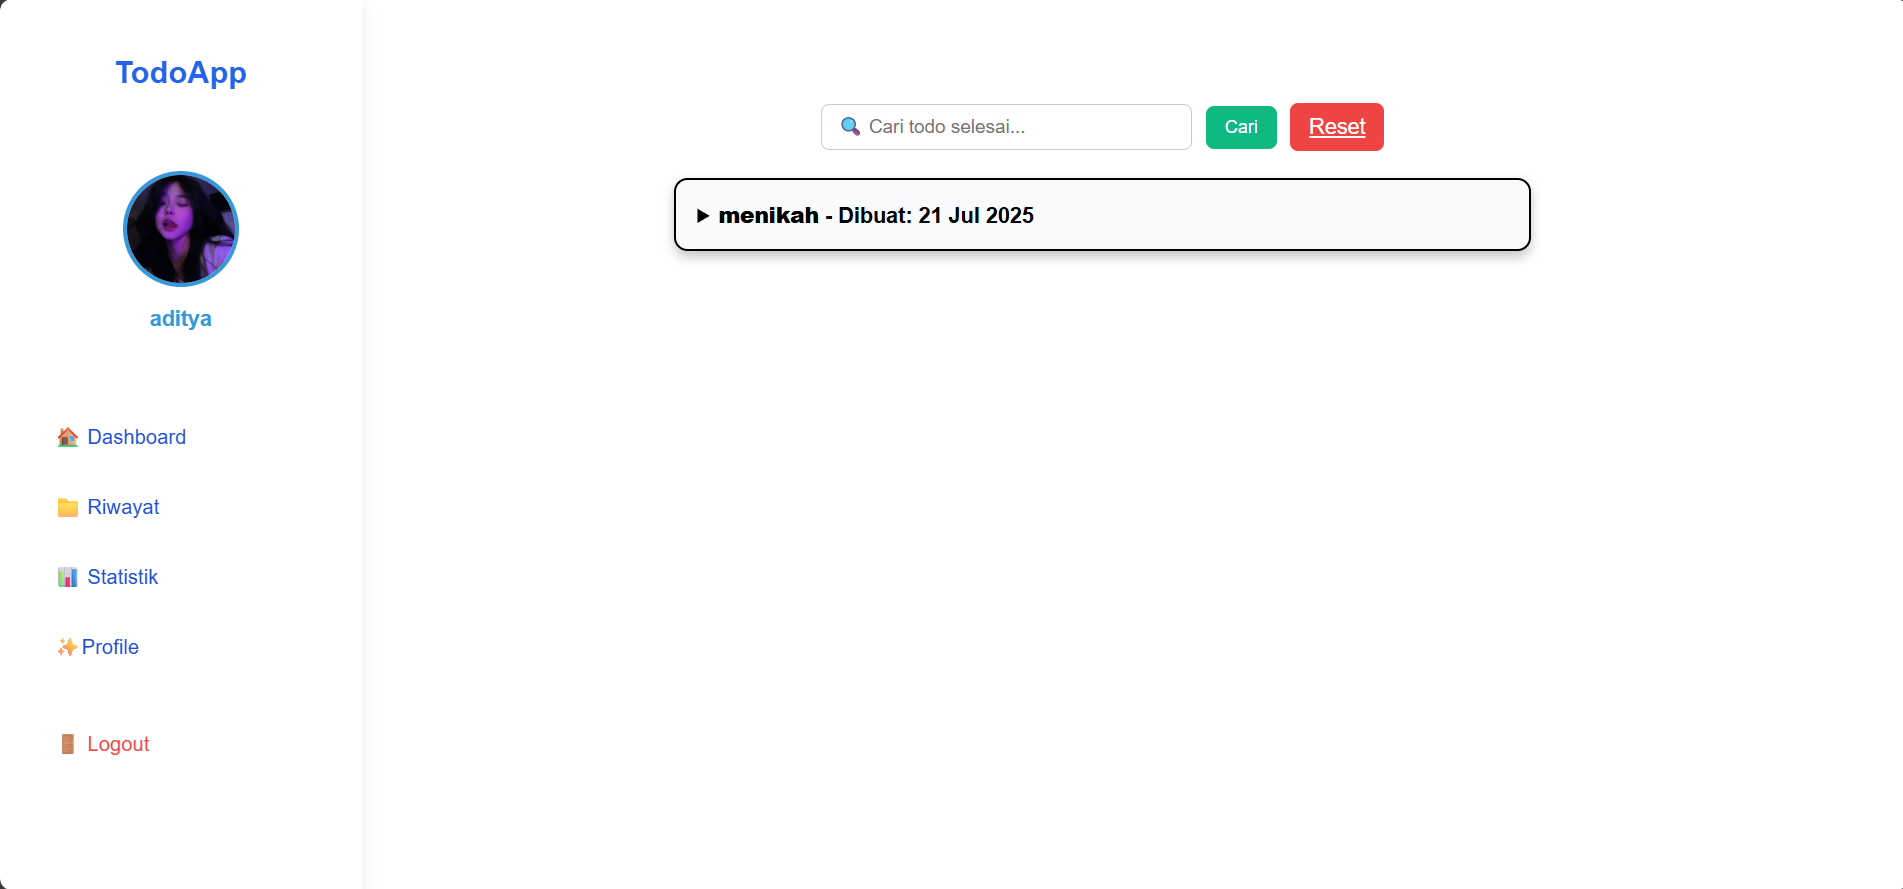 TodoApp
aditya
Dashboard
Riwayat
Statistik
Profile
Logout
Cari todo selesai...
Cari
Reset
menikah - Dibuat: 21 Jul 2025